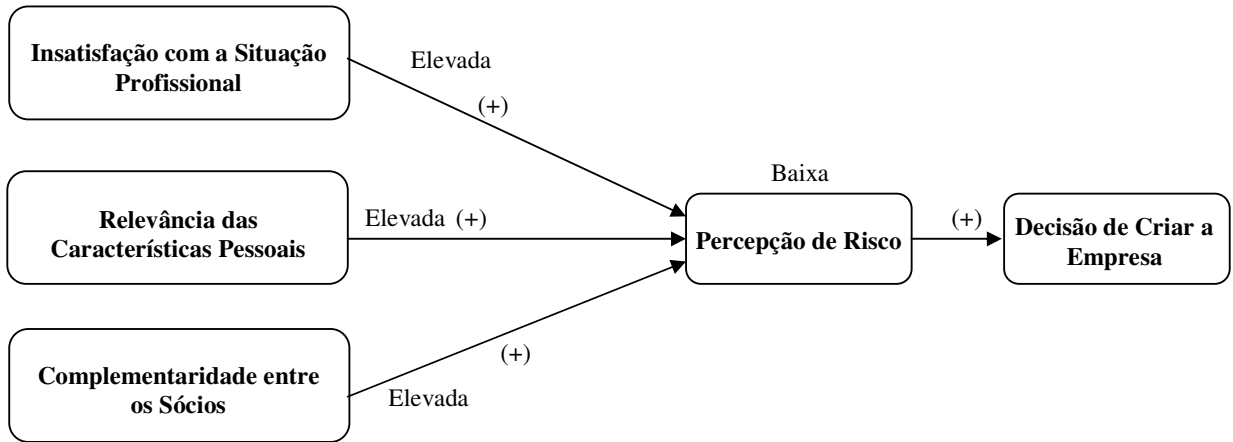 Insatisfação com a Situação
Profissional
Elevada
(+)
Relevância das
Características Pessoais
Elevada (+)
Baixa
Percepção de Risco
(+)
Decisão de Criar a
Empresa
Complementaridade entre
os Sócios
(+)
Elevada